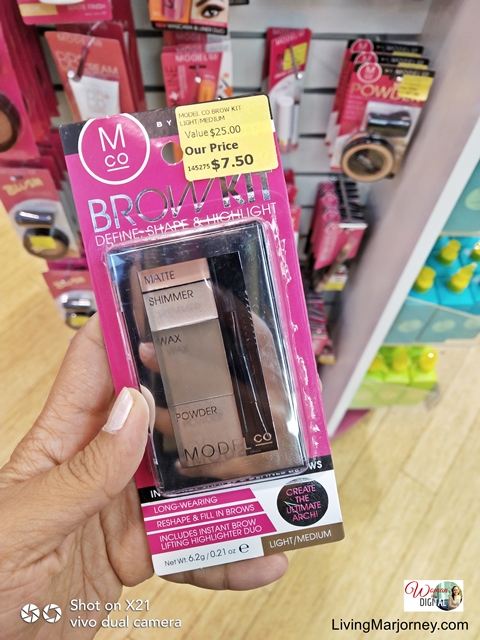 M
CO
BY
MODEL CO BROW KIT
LIGHT/MEDIUM
Value $25.00
Our Price
145275 $7.50
BROW KIT
DEFINE, SHAPE & HIGHLIGHT
MATTE
SHIMMER
WAX
POWDER
MODEL CO
LONG-WEARING
RESHAPE & FILL IN BROWS
INCLUDES INSTANT BROW
LIFTING HIGHLIGHTER DUO
CREATE
THE
ULTIMATE
ARCH!
Net Wt. 6.2g / 0.21 oz
LIGHT/MEDIUM
POWDER
Shot on X21
vivo dual camera
Woman
DIGITAL
LivingMarjorney.com